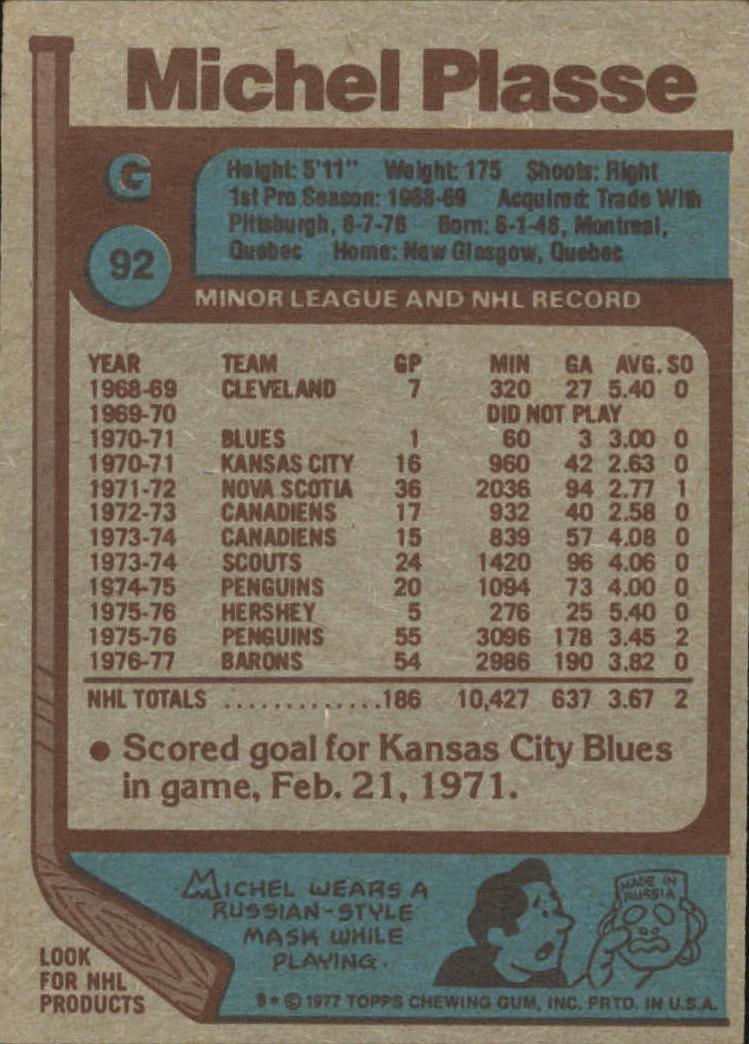 Michel Plasse
G
92
Height: 5'11" Weight: 175 Shoots: Right
1st Pro Season: 1968-69 Acquired: Trade With
Pittsburgh, 8-7-76 Born: 6-1-48, Montreal,
Quebec Home: New Glasgow, Quebec
MINOR LEAGUE AND NHL RECORD
YEAR TEAM GP MIN GA AVG. SO
1968-69 CLEVELAND 7 320 27 5.40 0
1969-70 DID NOT PLAY
1970-71 BLUES 1 60 3 3.00 0
1970-71 KANSAS CITY 16 960 42 2.63 0
1971-72 NOVA SCOTIA 36 2036 94 2.77 1
1972-73 CANADIENS 17 932 40 2.58 0
1973-74 CANADIENS 15 839 57 4.08 0
1973-74 SCOUTS 24 1420 96 4.06 0
1974-75 PENGUINS 20 1094 73 4.00 0
1975-76 HERSHEY 5 276 25 5.40 0
1975-76 PENGUINS 55 3096 178 3.45 2
1976-77 BARONS 54 2986 190 3.82 0
NHL TOTALS .............186 10,427 637 3.67 2
• Scored goal for Kansas City Blues
in game, Feb. 21, 1971.
MICHEL WEARS A
RUSSIAN-STYLE
MASK WHILE
PLAYING.
MADE IN
RUSSIA
LOOK
FOR NHL
PRODUCTS
B* © 1977 TOPPS CHEWING GUM, INC. PRTD. IN U.S.A.